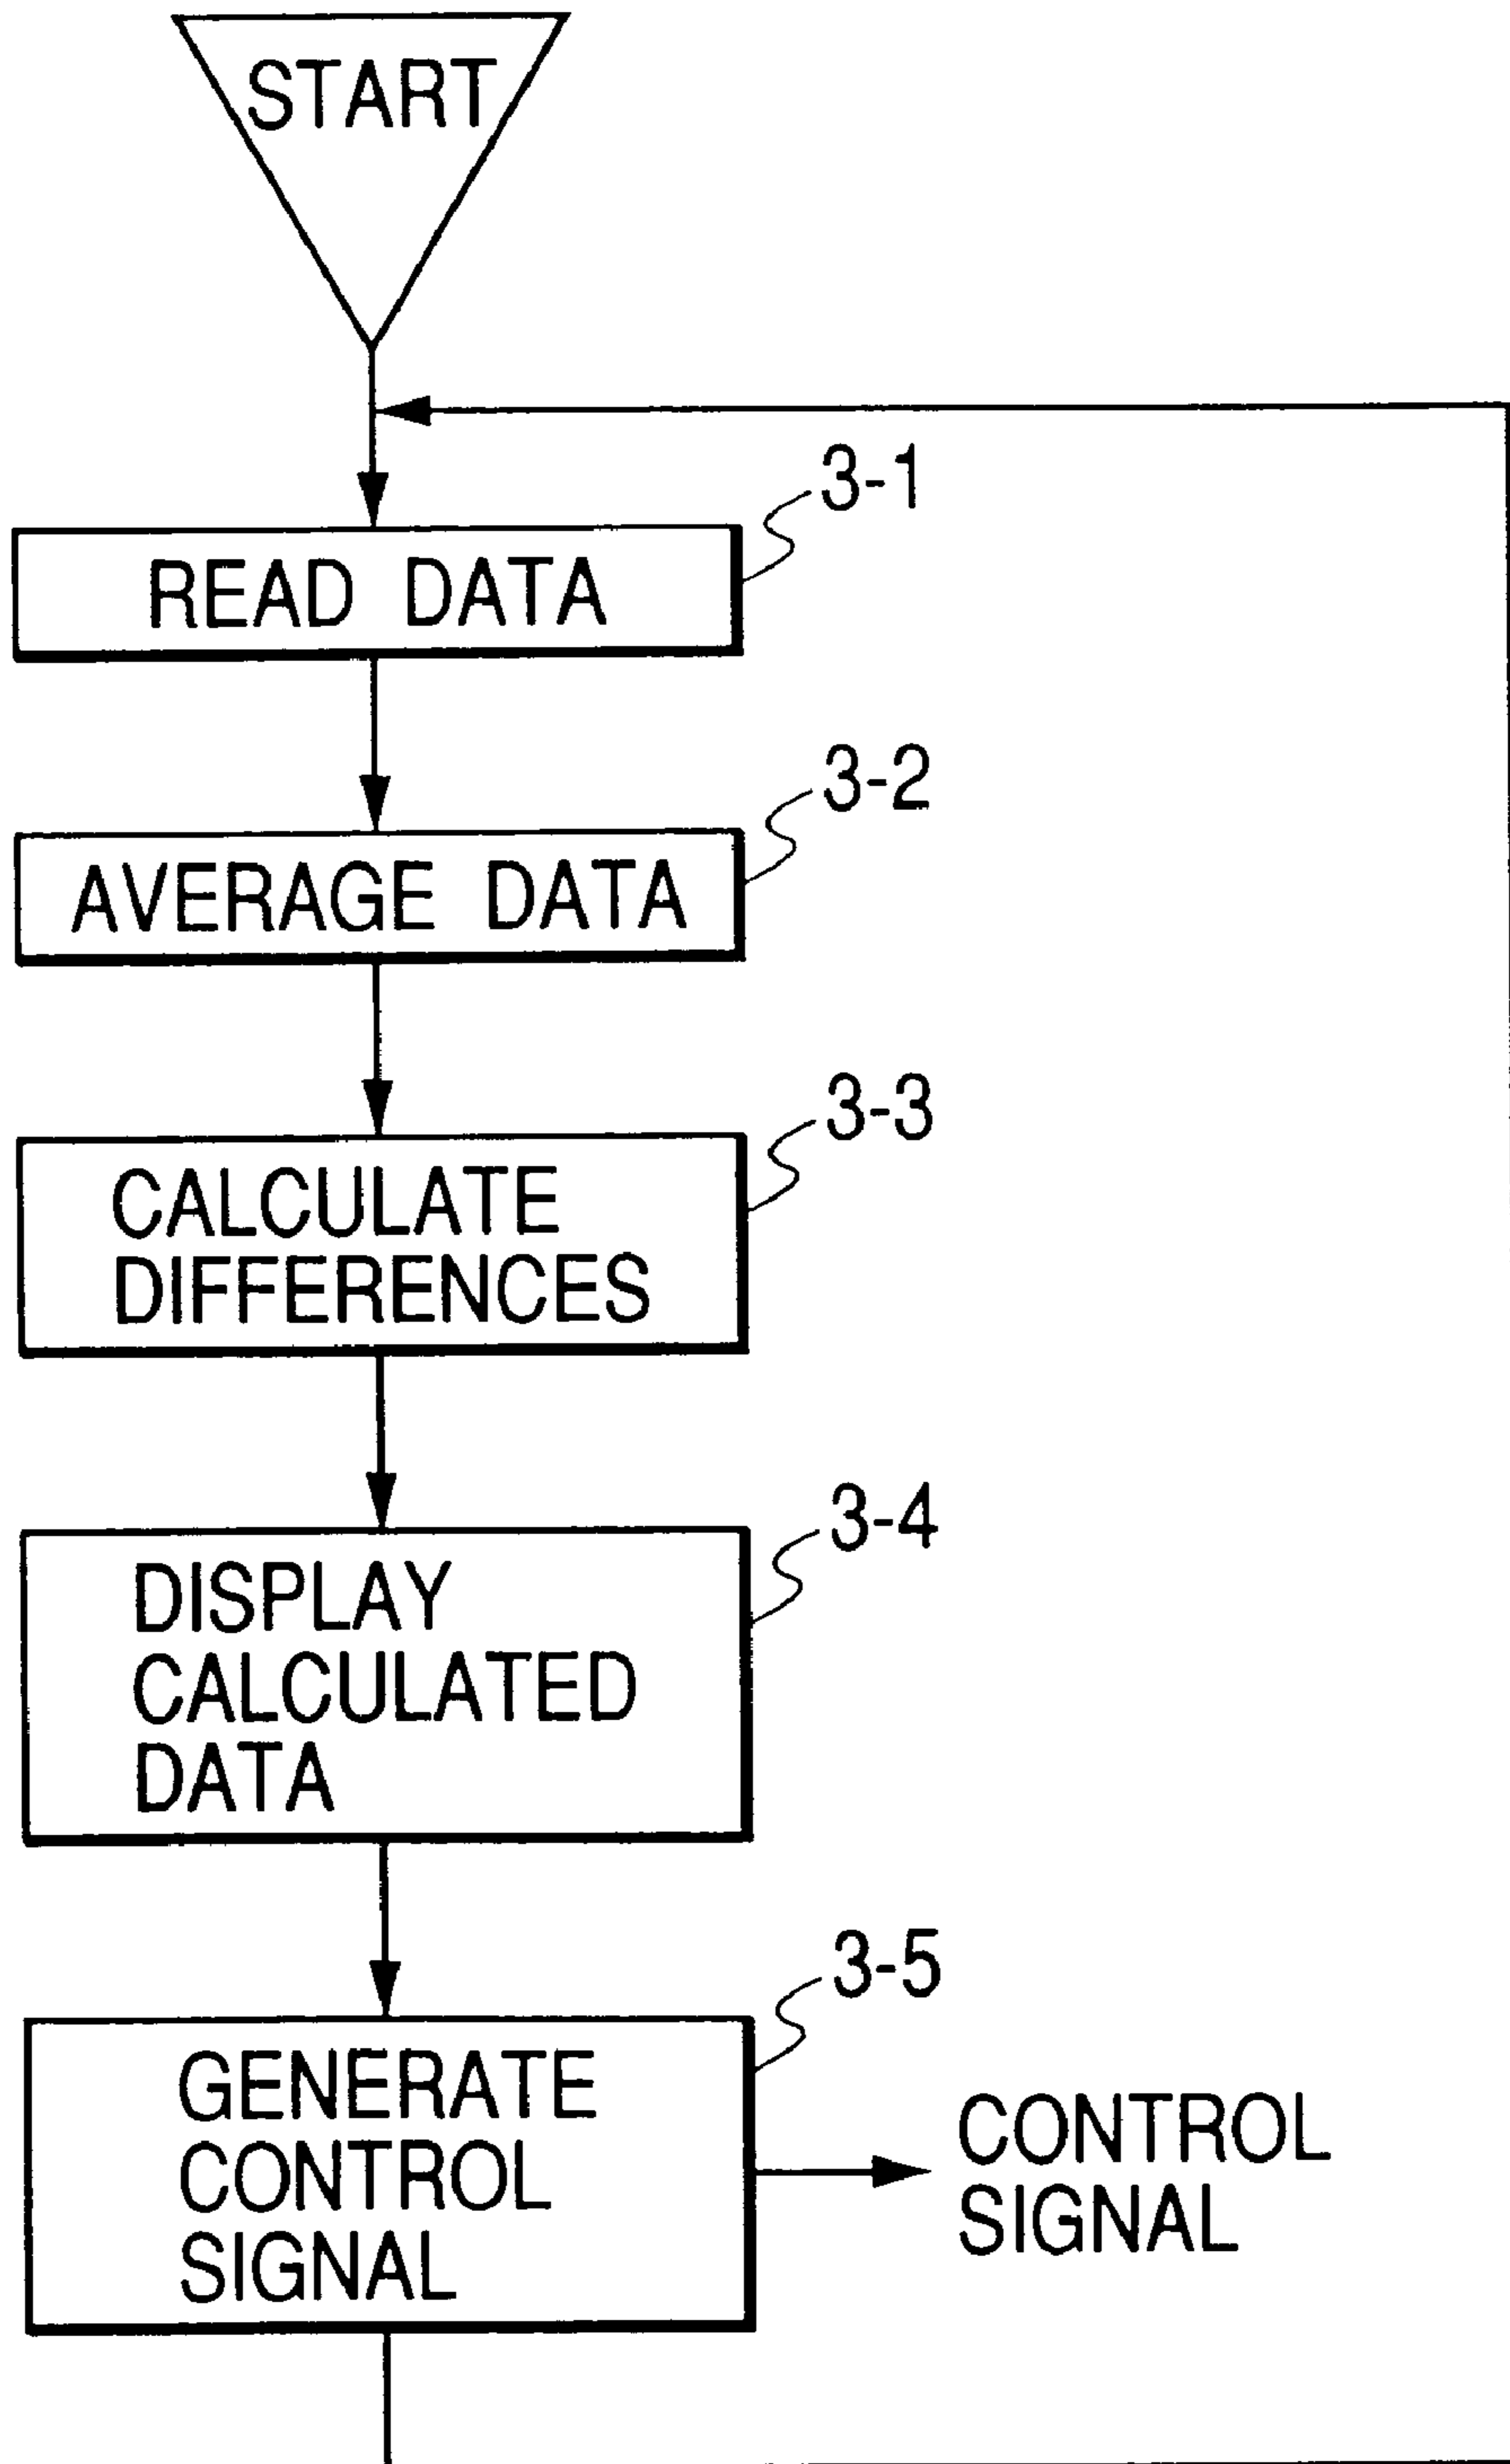 START
3-1
READ DATA
3-2
AVERAGE DATA
3-3
CALCULATE
DIFFERENCES
3-4
DISPLAY
CALCULATED
DATA
3-5
GENERATE
CONTROL
SIGNAL
CONTROL
SIGNAL